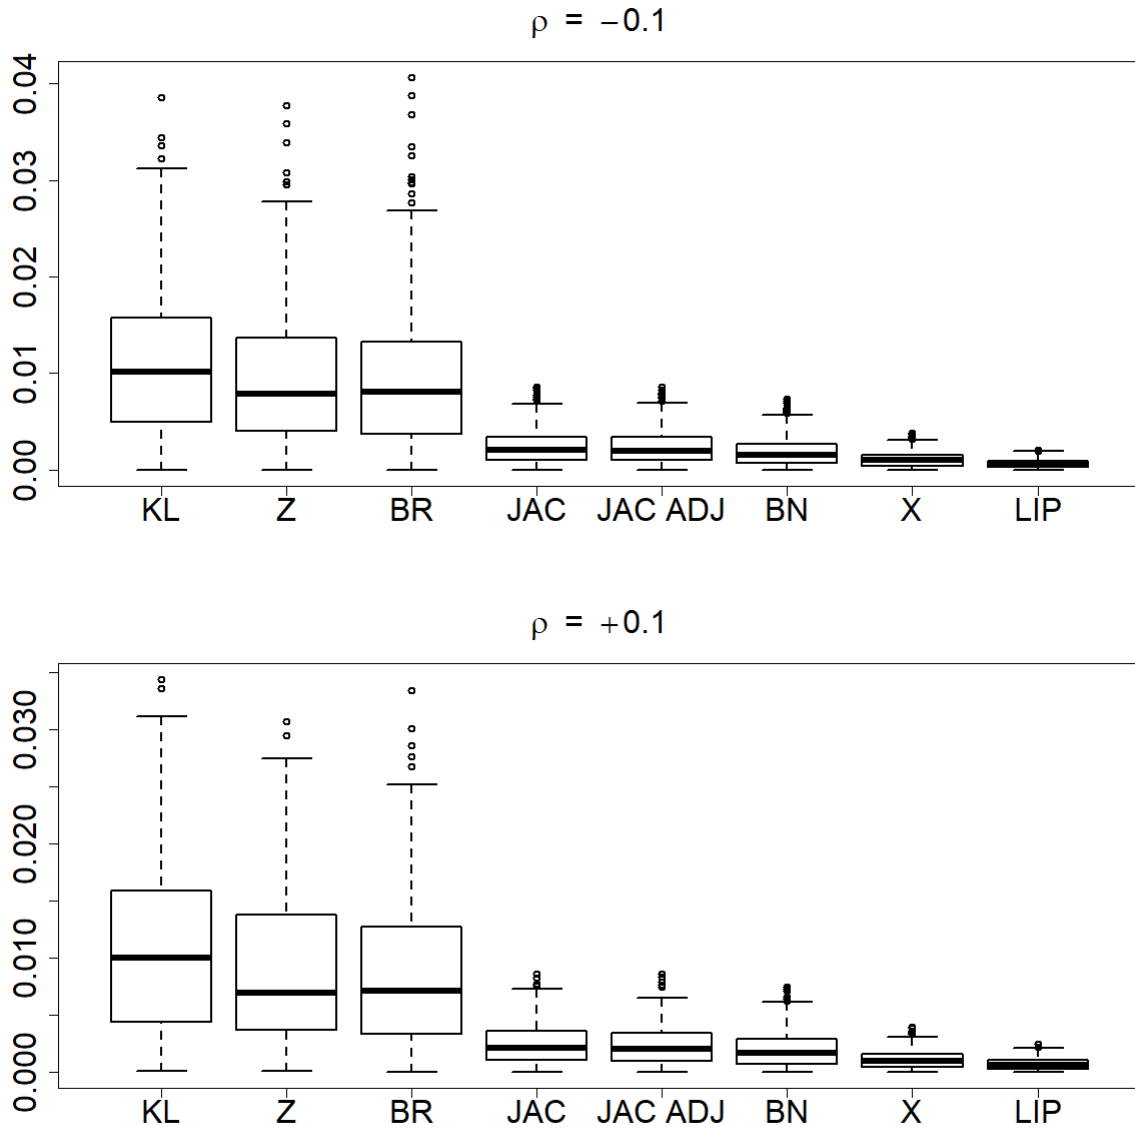 ρ = −0.1
0.04
0.03
0.02
0.01
0.00
KL Z BR JAC JAC ADJ BN X LIP
ρ = +0.1
0.030
0.020
0.010
0.000
KL Z BR JAC JAC ADJ BN X LIP